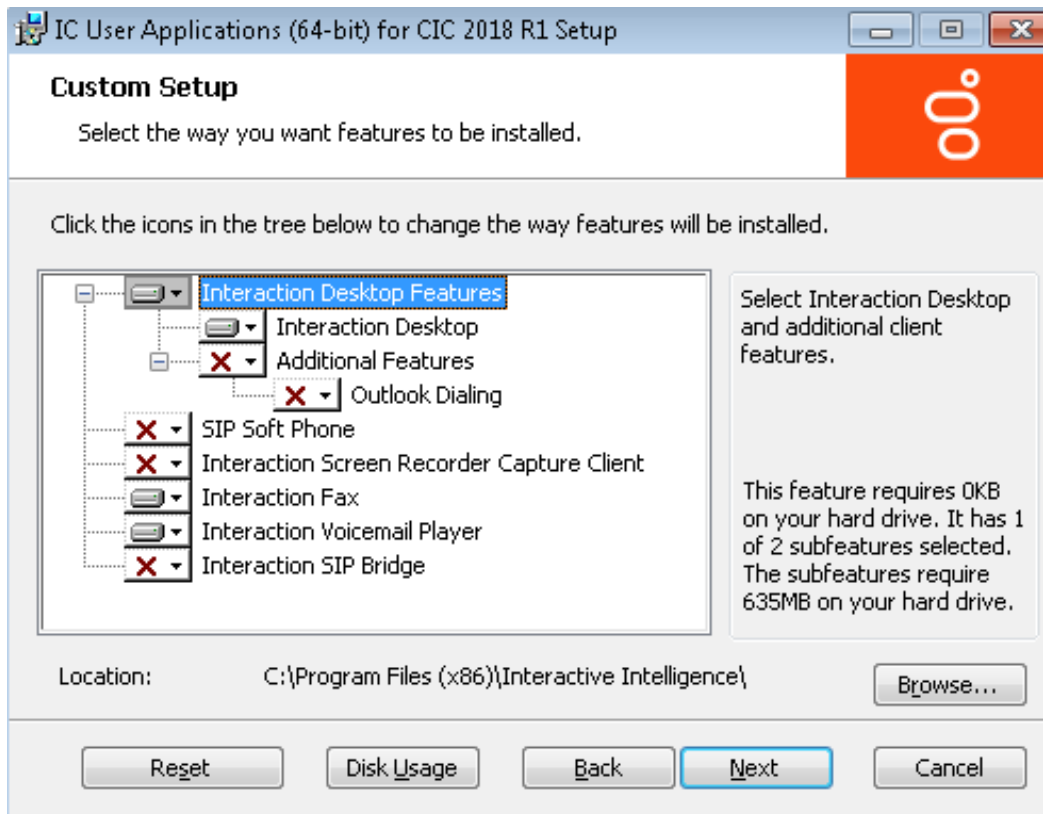 IC User Applications (64-bit) for CIC 2018 R1 Setup
Custom Setup
Select the way you want features to be installed.
Click the icons in the tree below to change the way features will be installed.
Interaction Desktop Features
Interaction Desktop
Additional Features
Outlook Dialing
SIP Soft Phone
Interaction Screen Recorder Capture Client
Interaction Fax
Interaction Voicemail Player
Interaction SIP Bridge
Select Interaction Desktop
and additional client
features.
This feature requires 0KB
on your hard drive. It has 1
of 2 subfeatures selected.
The subfeatures require
635MB on your hard drive.
Location: C:\Program Files (x86)\Interactive Intelligence\
Browse...
Reset Disk Usage Back Next Cancel